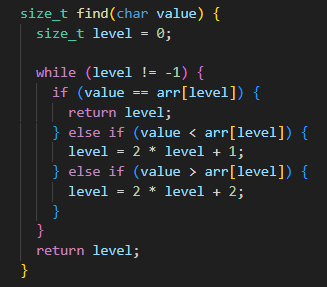 size_t find(char value) {
  size_t level = 0;

  while (level != -1) {
    if (value == arr[level]) {
      return level;
    } else if (value < arr[level]) {
      level = 2 * level + 1;
    } else if (value > arr[level]) {
      level = 2 * level + 2;
    }
  }
  return level;
}